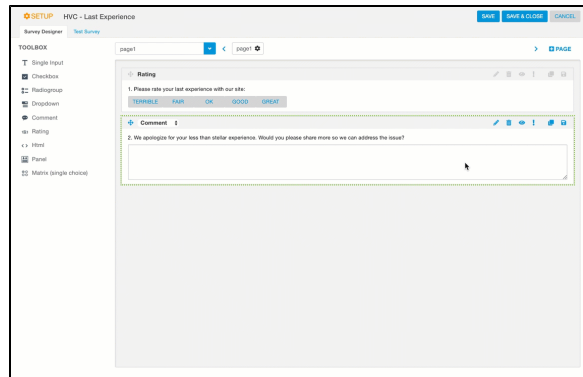 SETUP HVC - Last Experience
SAVE SAVE & CLOSE CANCEL
Survey Designer Test Survey
TOOLBOX
page1 page1 PAGE
Single Input
Checkbox
Radiogroup
Dropdown
Comment
Rating
Html
Panel
Matrix (single choice)
Rating
1. Please rate your last experience with our site:
TERRIBLE FAIR OK GOOD GREAT
Comment
2. We apologize for your less than stellar experience. Would you please share more so we can address the issue?